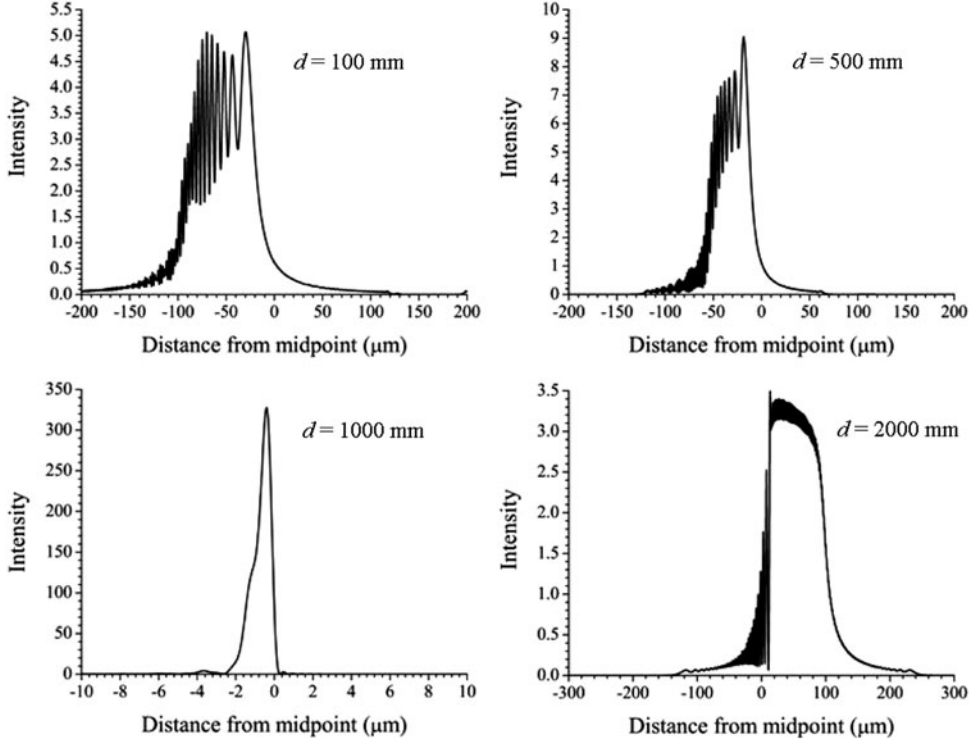 5.5
5.0
4.5
4.0
3.5
3.0
2.5
2.0
1.5
1.0
0.5
0.0
Intensity
d = 100 mm
-200 -150 -100 -50 0 50 100 150 200
Distance from midpoint (μm)
10
9
8
7
6
5
4
3
2
1
0
Intensity
d = 500 mm
-200 -150 -100 -50 0 50 100 150 200
Distance from midpoint (μm)
350
300
250
200
150
100
50
0
Intensity
d = 1000 mm
-10 -8 -6 -4 -2 0 2 4 6 8 10
Distance from midpoint (μm)
3.5
3.0
2.5
2.0
1.5
1.0
0.5
0.0
Intensity
d = 2000 mm
-300 -200 -100 0 100 200 300
Distance from midpoint (μm)